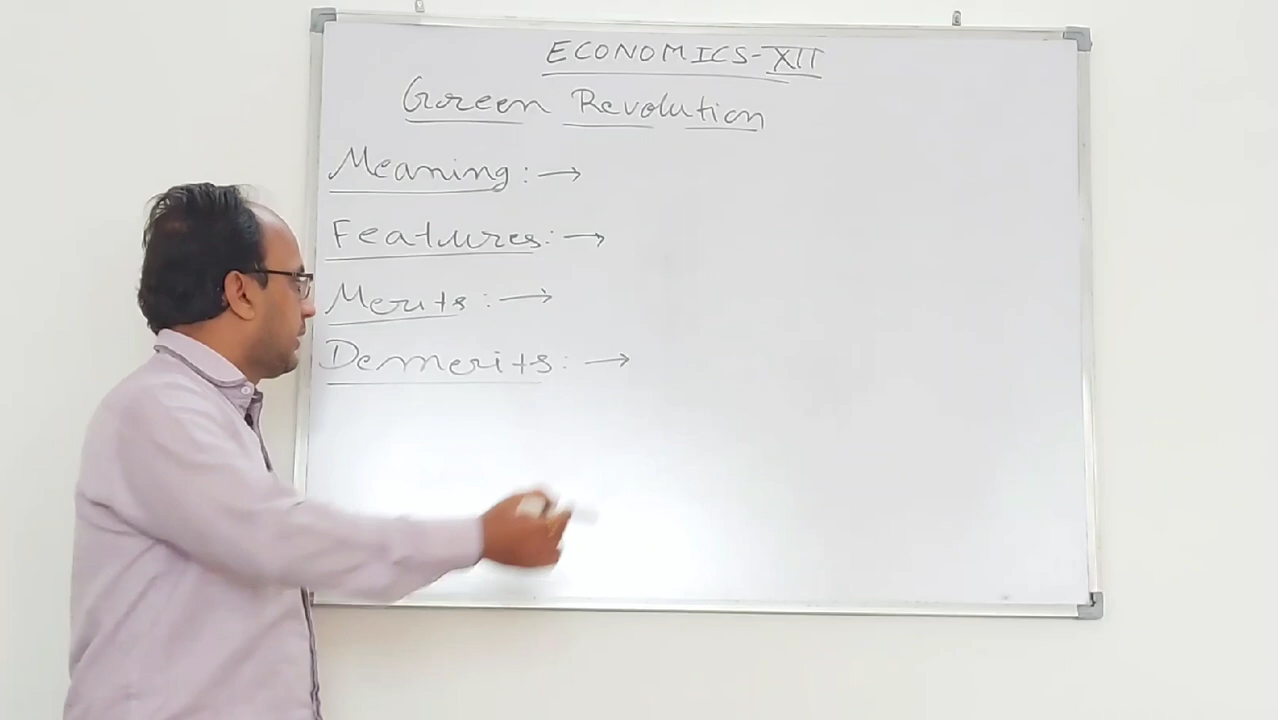 ECONOMICS-XII
Green Revolution
Meaning :→
Features :→
Merits :→
Demerits :→